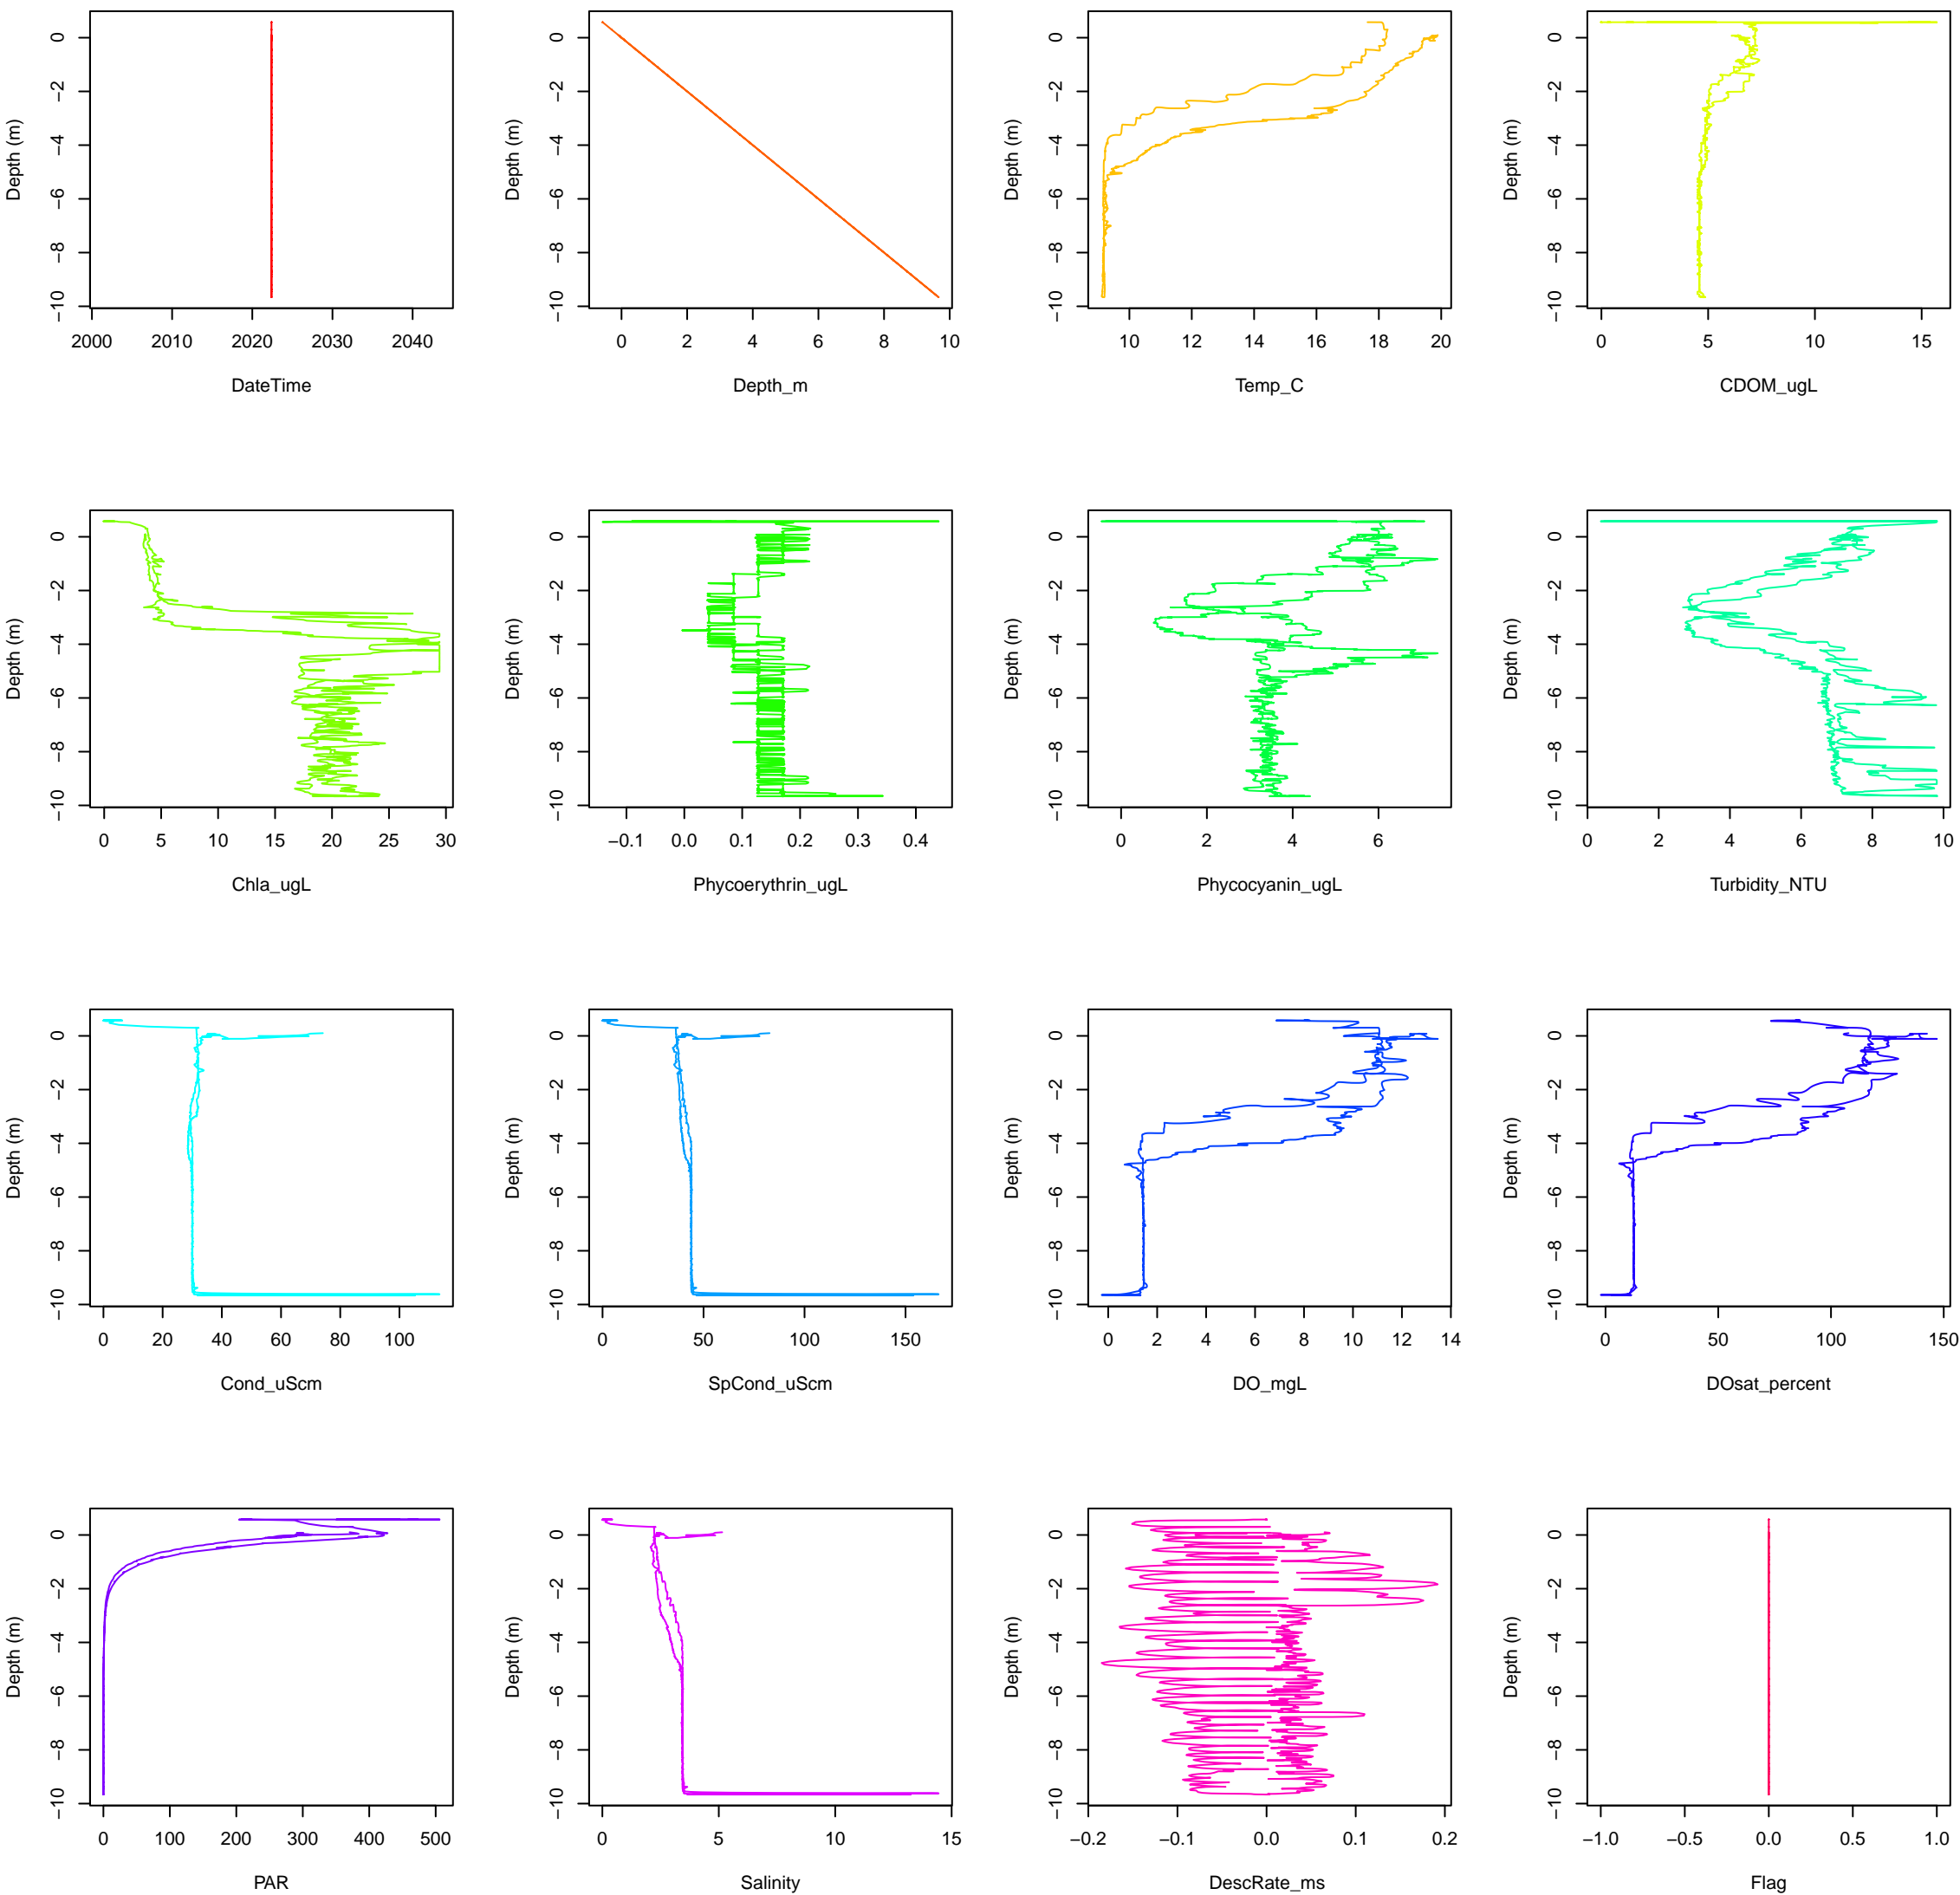 Depth (m)
0
−2
−4
−6
−8
−10
2000 2010 2020 2030 2040
DateTime
Depth (m)
0
−2
−4
−6
−8
−10
0 2 4 6 8 10
Depth_m
Depth (m)
0
−2
−4
−6
−8
−10
10 12 14 16 18 20
Temp_C
Depth (m)
0
−2
−4
−6
−8
−10
0 5 10 15
CDOM_ugL
Depth (m)
0
−2
−4
−6
−8
−10
0 5 10 15 20 25 30
Chla_ugL
Depth (m)
0
−2
−4
−6
−8
−10
−0.1 0.0 0.1 0.2 0.3 0.4
Phycoerythrin_ugL
Depth (m)
0
−2
−4
−6
−8
−10
0 2 4 6
Phycocyanin_ugL
Depth (m)
0
−2
−4
−6
−8
−10
0 2 4 6 8 10
Turbidity_NTU
Depth (m)
0
−2
−4
−6
−8
−10
0 20 40 60 80 100
Cond_uScm
Depth (m)
0
−2
−4
−6
−8
−10
0 50 100 150
SpCond_uScm
Depth (m)
0
−2
−4
−6
−8
−10
0 2 4 6 8 10 12 14
DO_mgL
Depth (m)
0
−2
−4
−6
−8
−10
0 50 100 150
DOsat_percent
Depth (m)
0
−2
−4
−6
−8
−10
0 100 200 300 400 500
PAR
Depth (m)
0
−2
−4
−6
−8
−10
0 5 10 15
Salinity
Depth (m)
0
−2
−4
−6
−8
−10
−0.2 −0.1 0.0 0.1 0.2
DescRate_ms
Depth (m)
0
−2
−4
−6
−8
−10
−1.0 −0.5 0.0 0.5 1.0
Flag